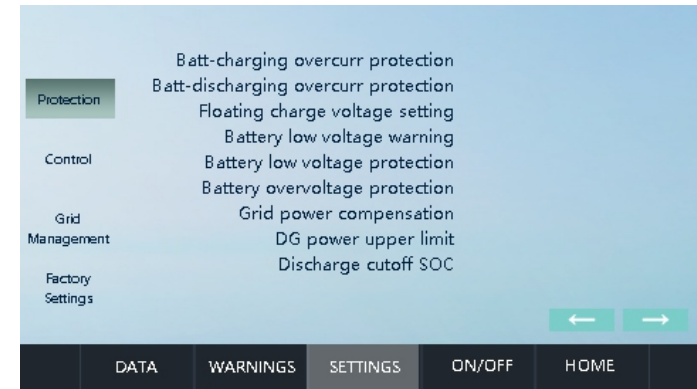 Batt-charging overcurr protection
Batt-discharging overcurr protection
Floating charge voltage setting
Battery low voltage warning
Battery low voltage protection
Battery overvoltage protection
Grid power compensation
DG power upper limit
Discharge cutoff SOC
Protection
Control
Grid
Management
Factory
Settings
← →
DATA WARNINGS SETTINGS ON/OFF HOME